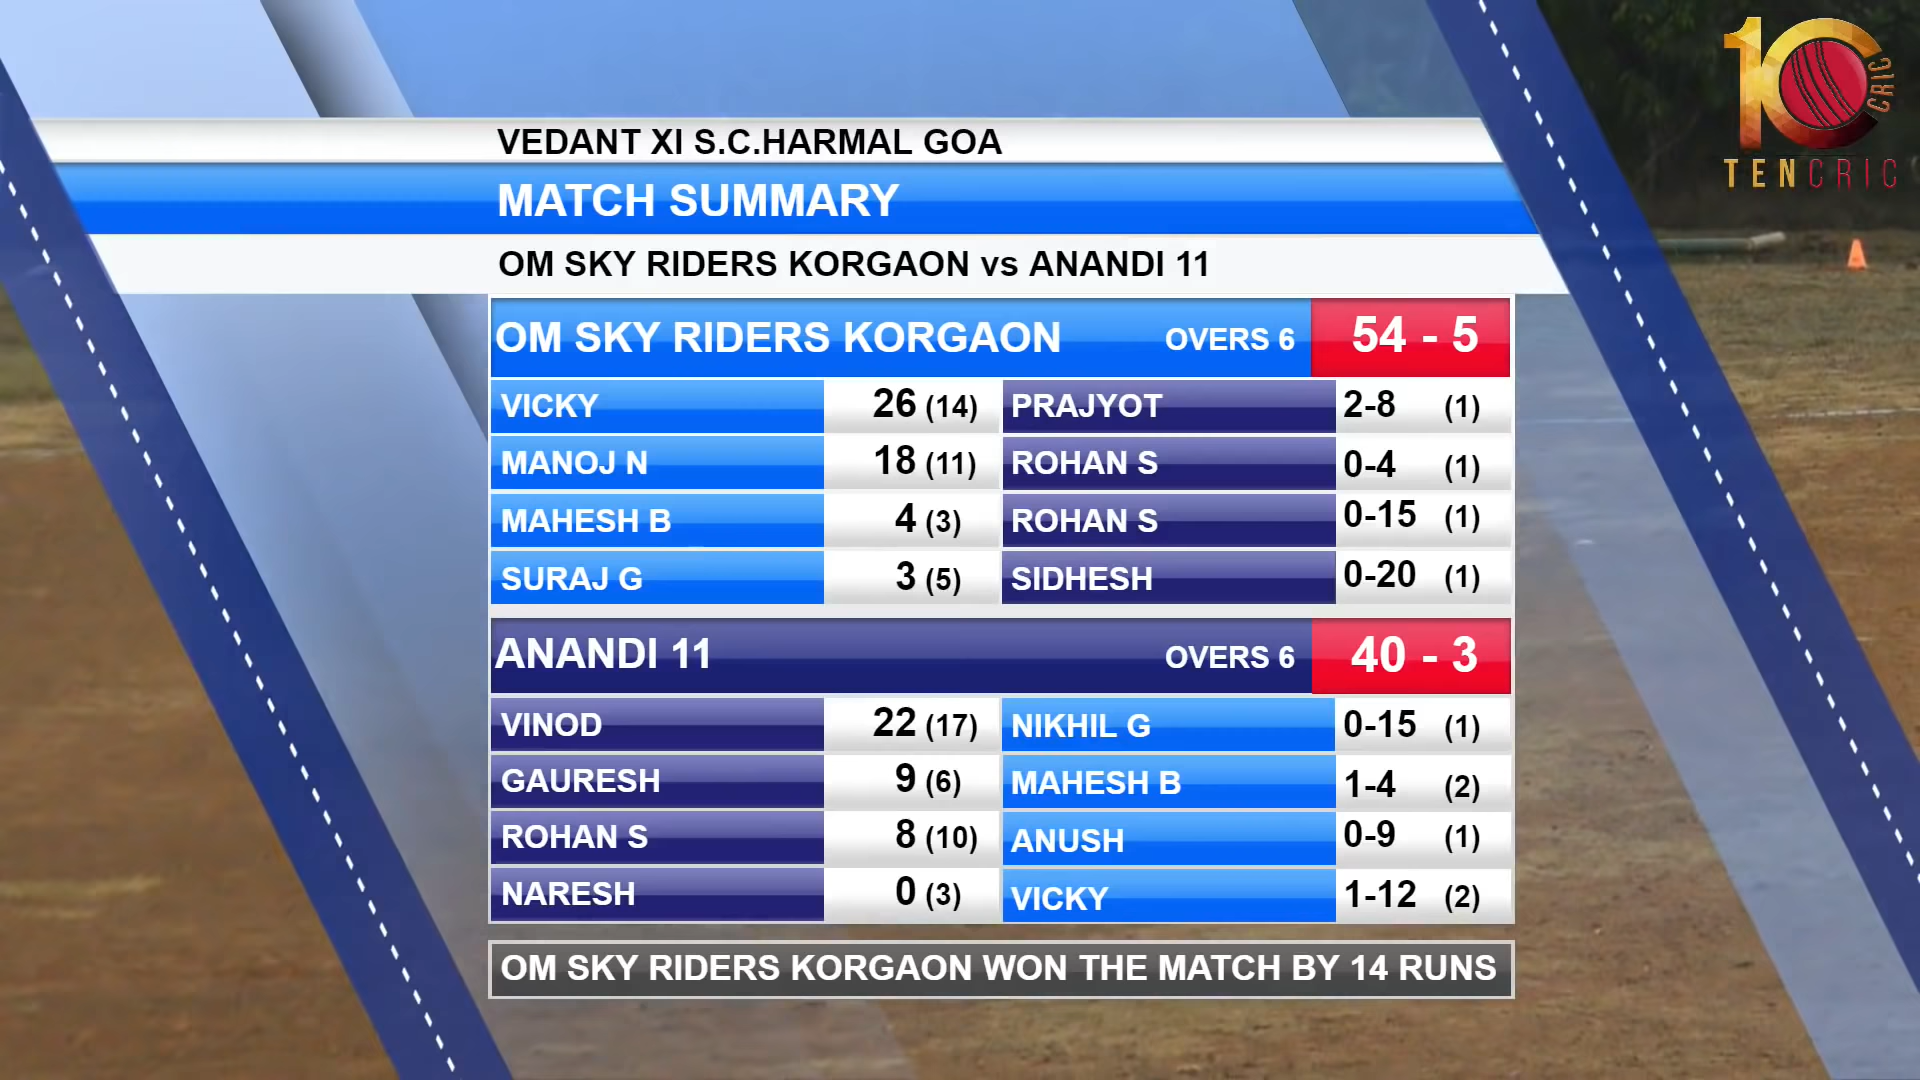 VEDANT XI S.C.HARMAL GOA
MATCH SUMMARY
OM SKY RIDERS KORGAON vs ANANDI 11
OM SKY RIDERS KORGAON OVERS 6 54 - 5
VICKY 26 (14) PRAJYOT 2-8 (1)
MANOJ N 18 (11) ROHAN S 0-4 (1)
MAHESH B 4 (3) ROHAN S 0-15 (1)
SURAJ G 3 (5) SIDHESH 0-20 (1)
ANANDI 11 OVERS 6 40 - 3
VINOD 22 (17) NIKHIL G 0-15 (1)
GAURESH 9 (6) MAHESH B 1-4 (2)
ROHAN S 8 (10) ANUSH 0-9 (1)
NARESH 0 (3) VICKY 1-12 (2)
OM SKY RIDERS KORGAON WON THE MATCH BY 14 RUNS
10 CRIC
TENCRIC